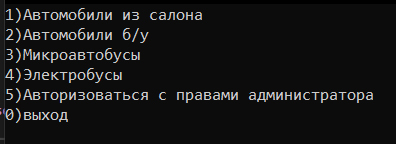 1)Автомобили из салона
2)Автомобили б/у
3)Микроавтобусы
4)Электробусы
5)Авторизоваться с правами администратора
0)выход